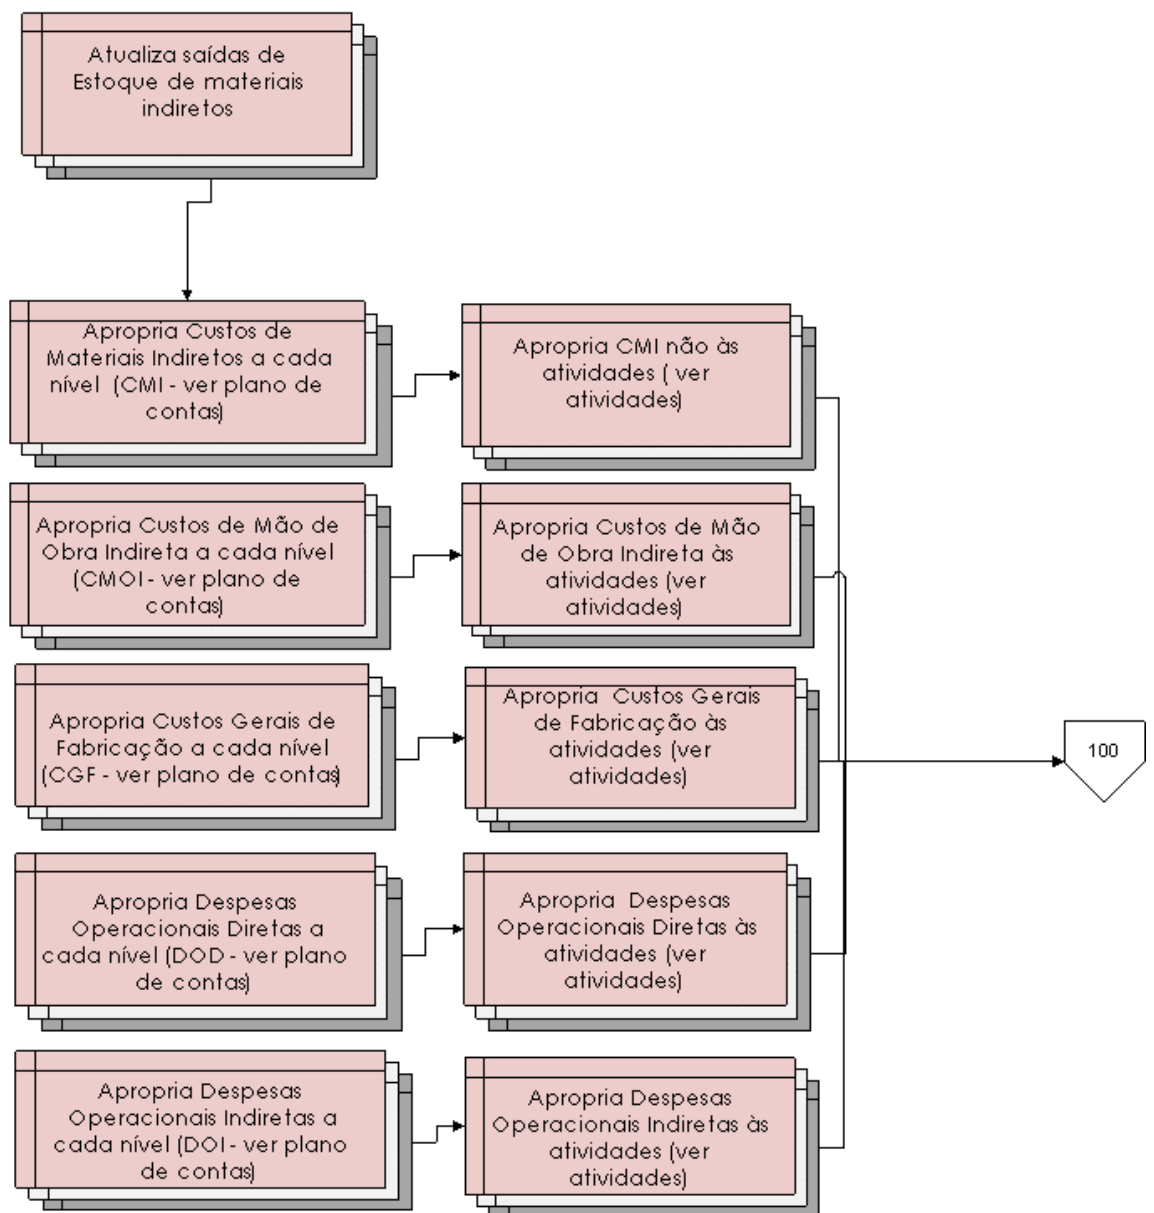 Atualiza saídas de
Estoque de materiais
indiretos
Apropria Custos de
Materiais Indiretos a cada
nível (CMI - ver plano de
contas)
Apropria CMI não às
atividades ( ver
atividades)
Apropria Custos de Mão de
Obra Indireta a cada nível
(CMOI - ver plano de
contas)
Apropria Custos de Mão
de Obra Indireta às
atividades (ver
atividades)
Apropria Custos Gerais de
Fabricação a cada nível
(CGF - ver plano de contas)
Apropria Custos Gerais
de Fabricação às
atividades (ver
atividades)
100
Apropria Despesas
Operacionais Diretas a
cada nível (DOD - ver plano
de contas)
Apropria Despesas
Operacionais Diretas às
atividades (ver
atividades)
Apropria Despesas
Operacionais Indiretas a
cada nível (DOI - ver plano
de contas)
Apropria Despesas
Operacionais Indiretas às
atividades (ver
atividades)